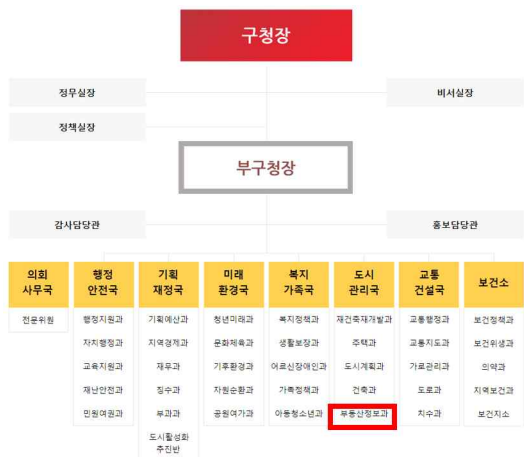 구청장
정무실장
비서실장
정책실장
부구청장
감사담당관
홍보담당관
의회
사무국
행정
안전국
기획
재정국
미래
환경국
복지
가족국
도시
관리국
교통
건설국
보건소
전문위원
행정지원과
자치행정과
교육지원과
재난안전과
민원여권과
기획예산과
지역경제과
재무과
징수과
부과과
도시활성화
추진반
청년미래과
문화체육과
기후환경과
자원순환과
공원여가과
복지정책과
생활보장과
어르신장애인과
가족정책과
아동청소년과
재건축재개발과
주택과
도시계획과
건축과
부동산정보과
교통행정과
교통지도과
가로관리과
도로과
치수과
보건정책과
보건위생과
의약과
지역보건과
보건지소